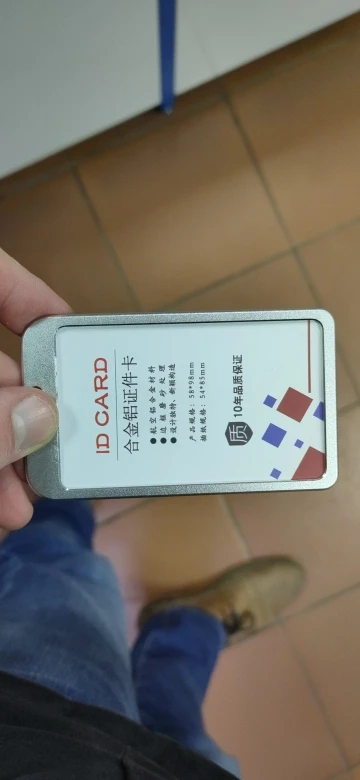 ID CARD
合金铝证件卡
●航空铝合金材料
●边框磨砂处理
●设计独特、新颖构造
产品规格：58*98mm
插纸规格：54*85mm
质 10年品质保证